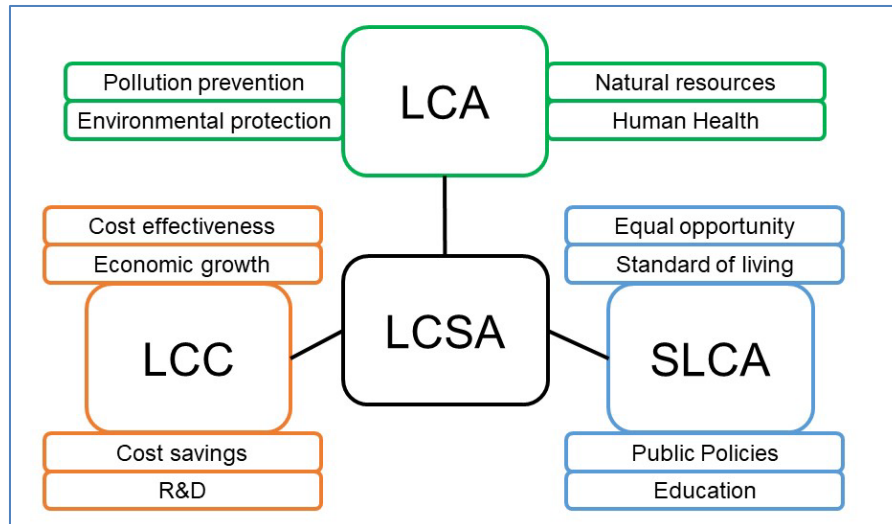 Pollution prevention
Environmental protection
LCA
Natural resources
Human Health
Cost effectiveness
Economic growth
LCC
Cost savings
R&D
LCSA
Equal opportunity
Standard of living
SLCA
Public Policies
Education